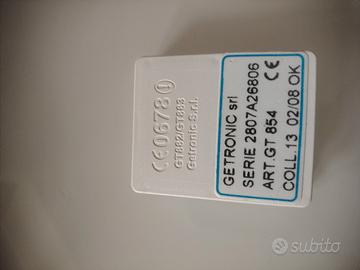 CE0678!
GT882/GT883
Getronic S.r.l.
GETRONIC srl
SERIE 2807A26806
ART.GT 854 CE
COLL.13 02/08 OK
subito